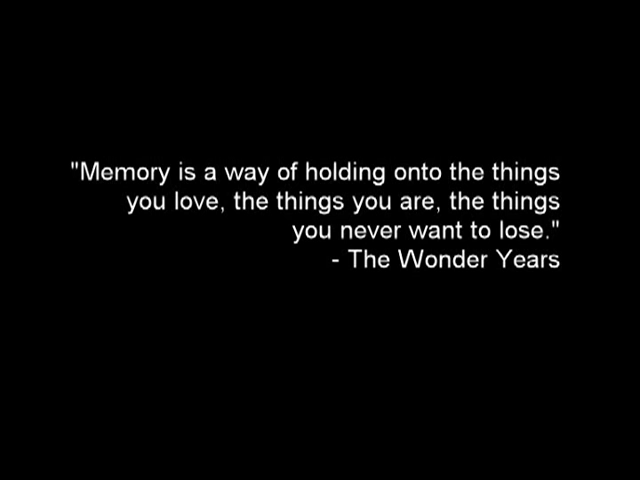 "Memory is a way of holding onto the things
you love, the things you are, the things
you never want to lose."
- The Wonder Years